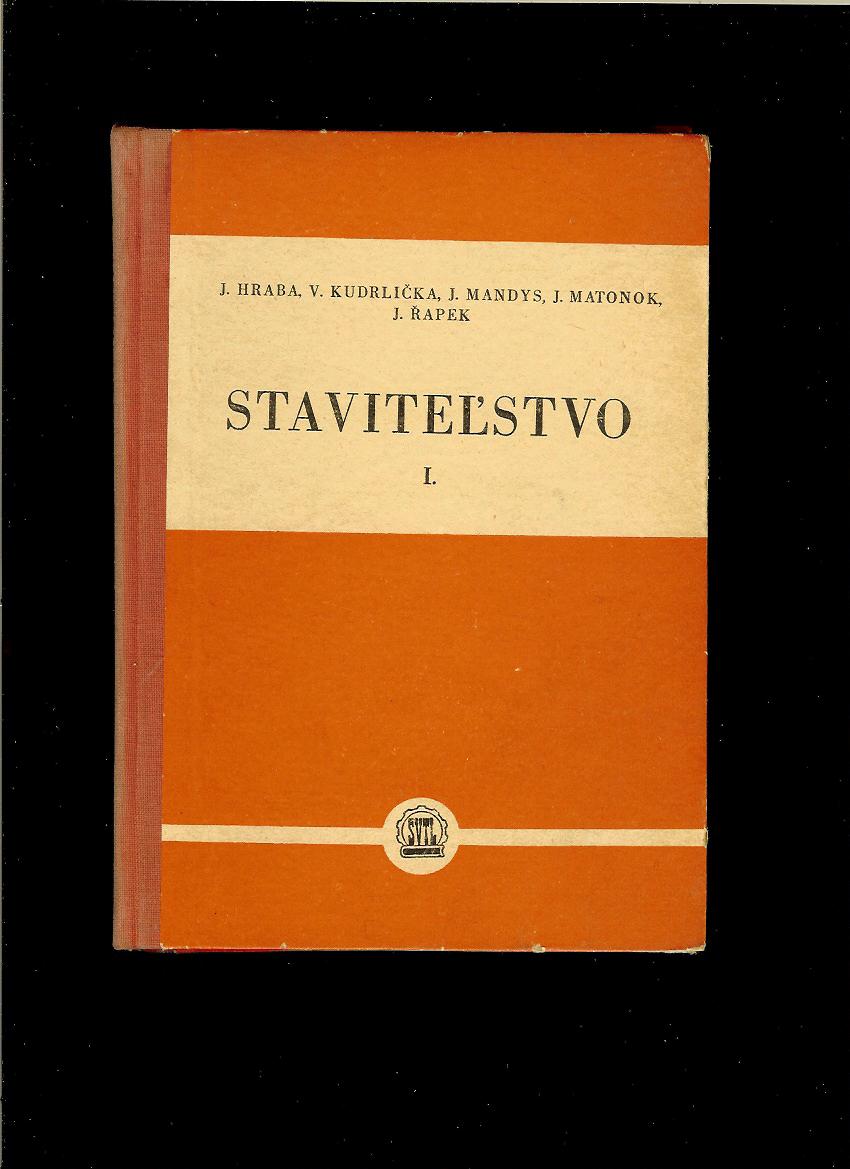 J. HRABA, V. KUDRLIČKA, J. MANDYS, J. MATONOK,
J. ŘAPEK
STAVITEĽSTVO
I.
SVTL